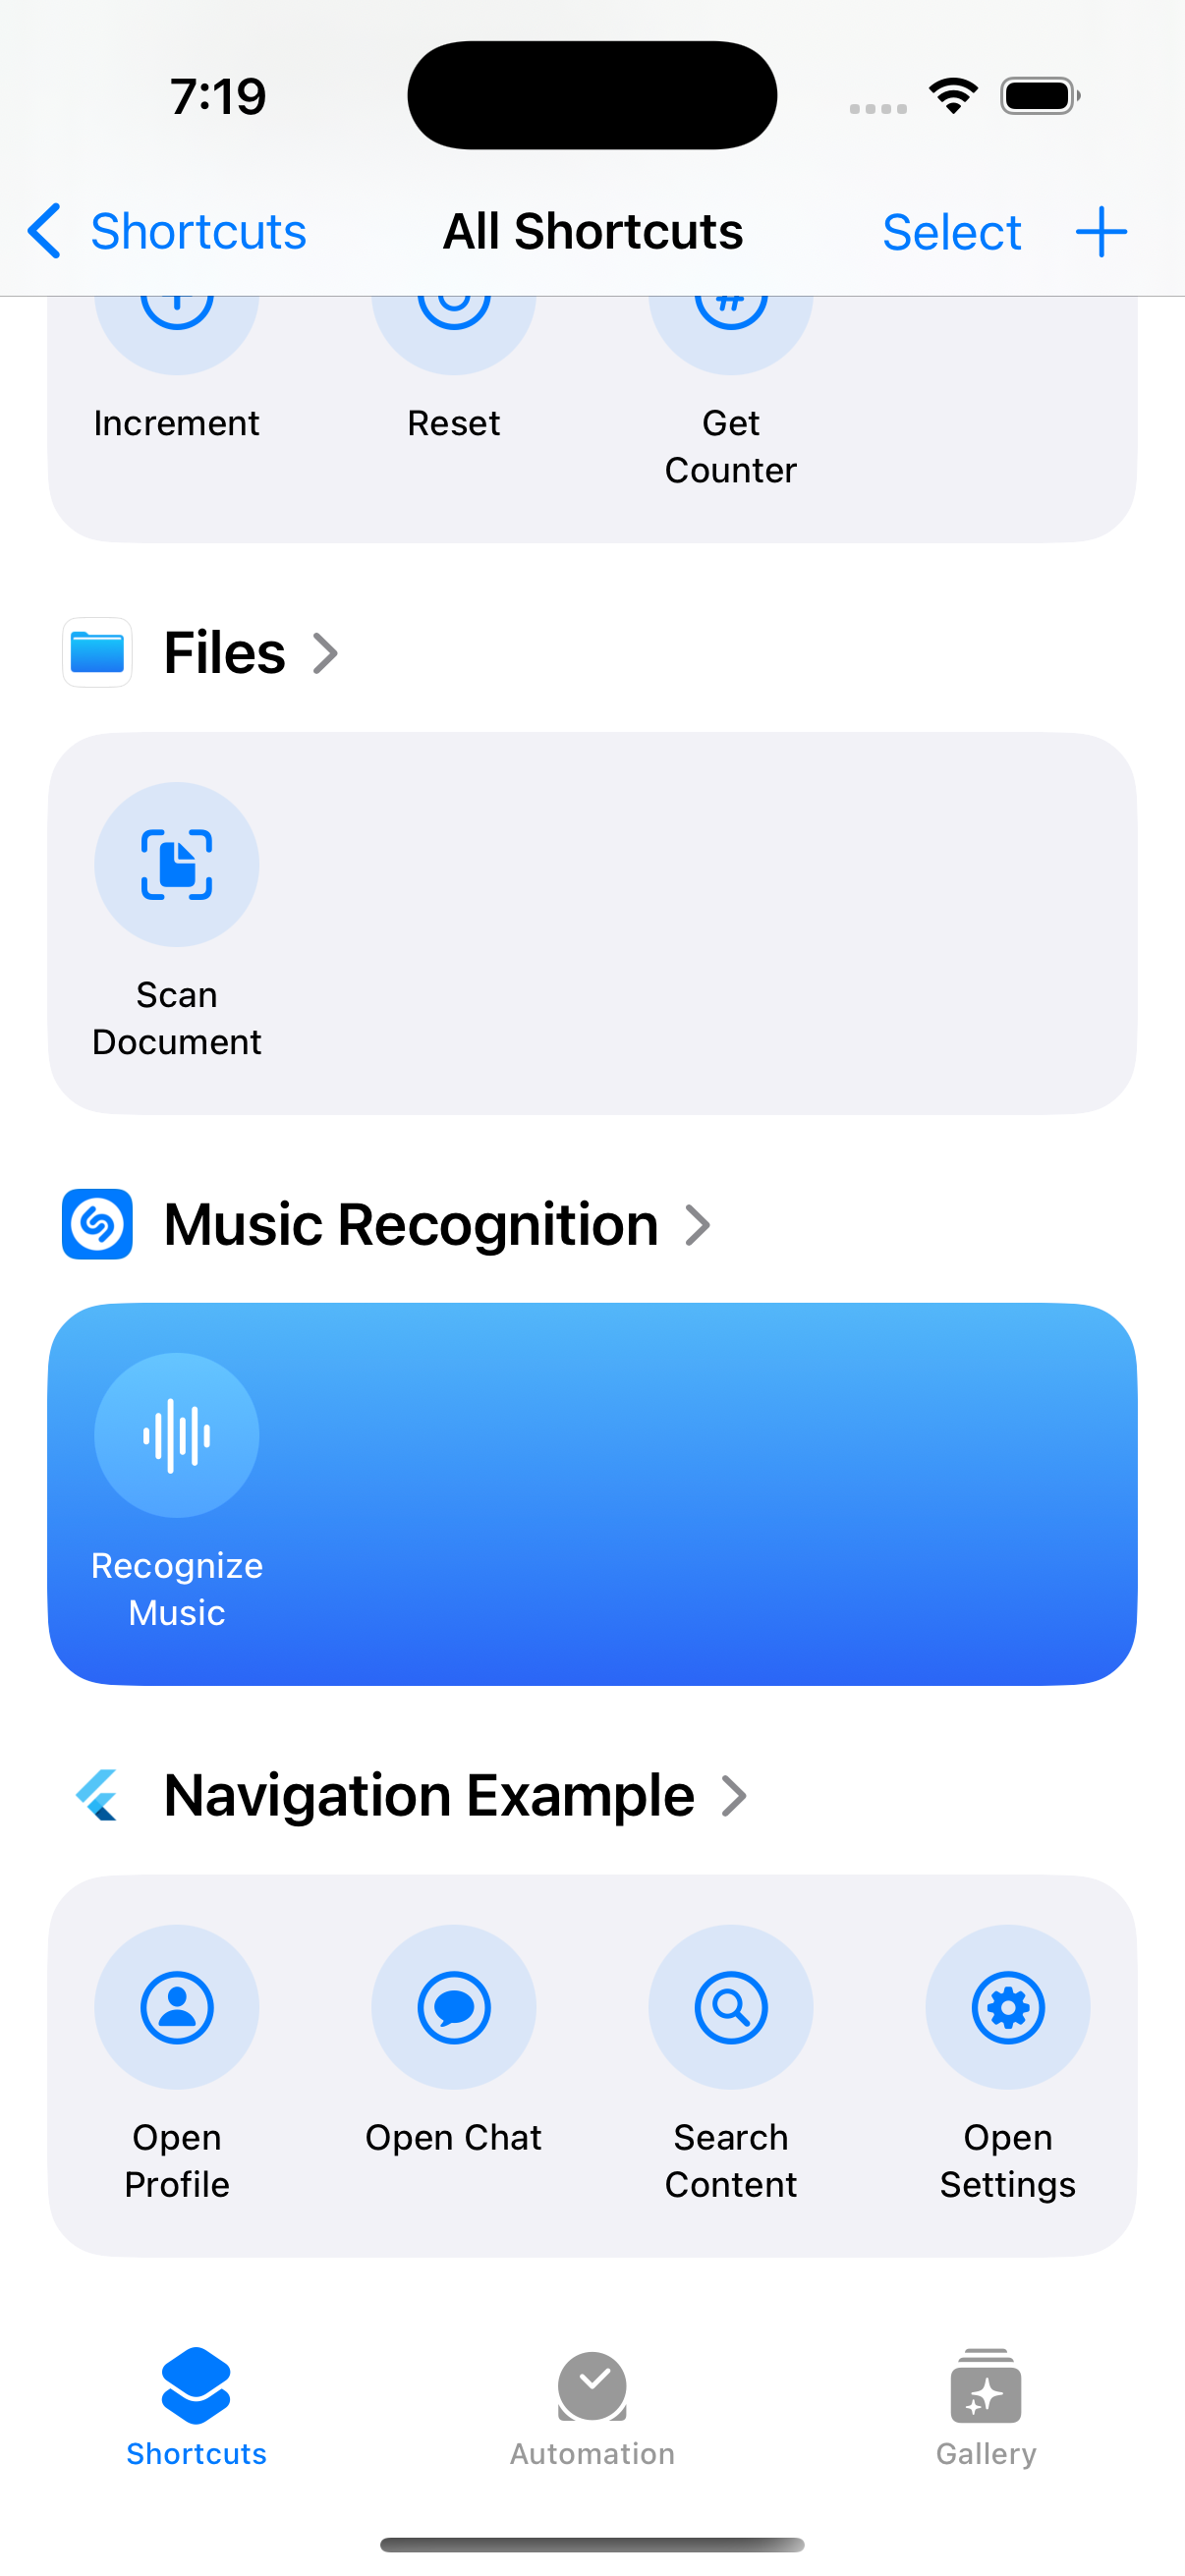 7:19
Shortcuts
All Shortcuts
Select
Increment
Reset
Get
Counter
Files
Scan
Document
Music Recognition
Recognize
Music
Navigation Example
Open
Profile
Open Chat
Search
Content
Open
Settings
Shortcuts
Automation
Gallery